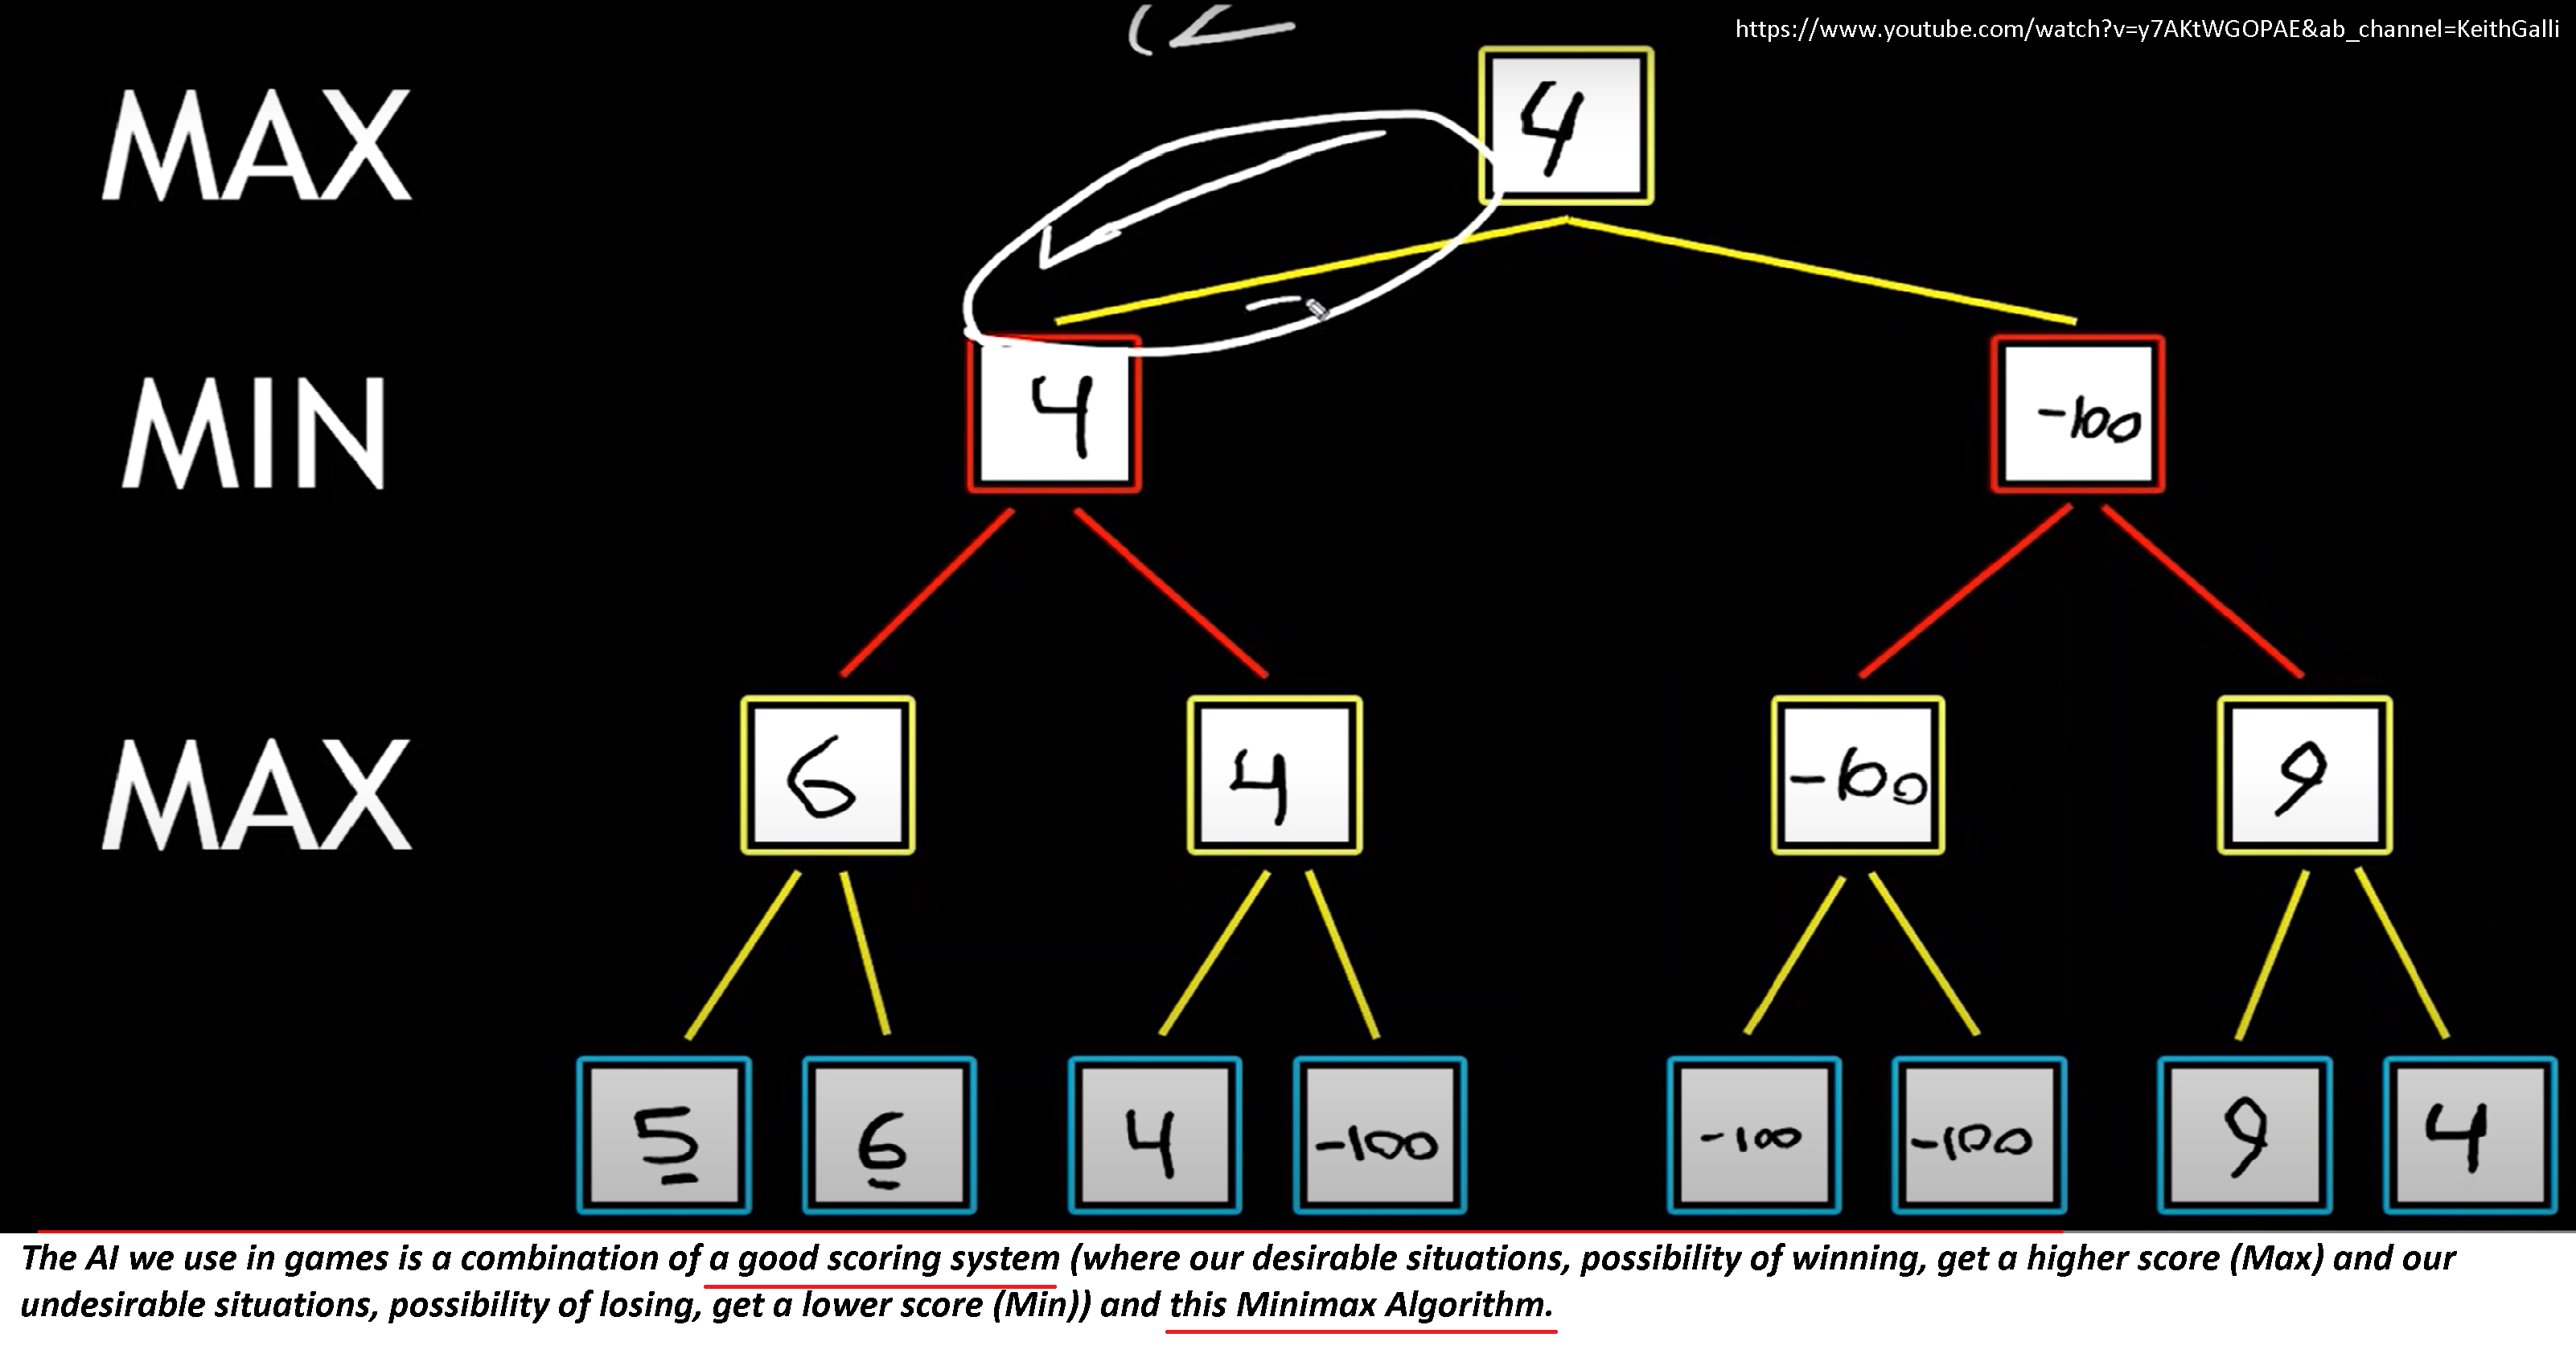 https://www.youtube.com/watch?v=y7AKtWGOPAE&ab_channel=KeithGalli
MAX
4
MIN
4
-100
MAX
6
4
-100
9
5
6
4
-100
-100
-100
9
4
The AI we use in games is a combination of a good scoring system (where our desirable situations, possibility of winning, get a higher score (Max) and our
undesirable situations, possibility of losing, get a lower score (Min)) and this Minimax Algorithm.